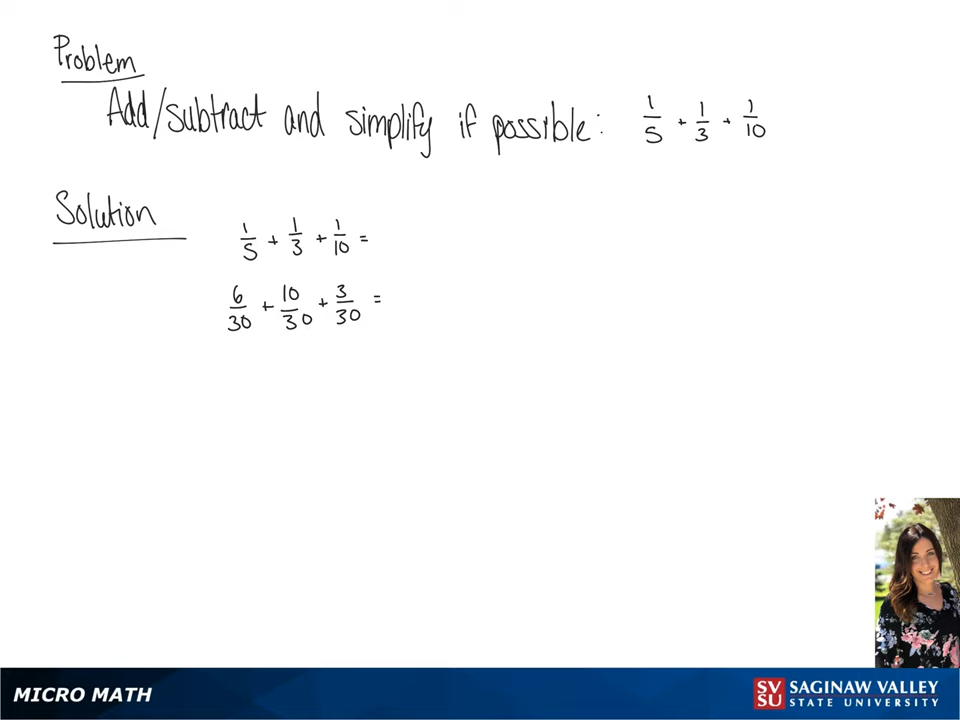 Problem
Add/subtract and simplify if possible: 1/5 + 1/3 + 1/10
Solution
1/5 + 1/3 + 1/10 =
6/30 + 10/30 + 3/30 =
MICRO MATH
SVSU SAGINAW VALLEY
STATE UNIVERSITY